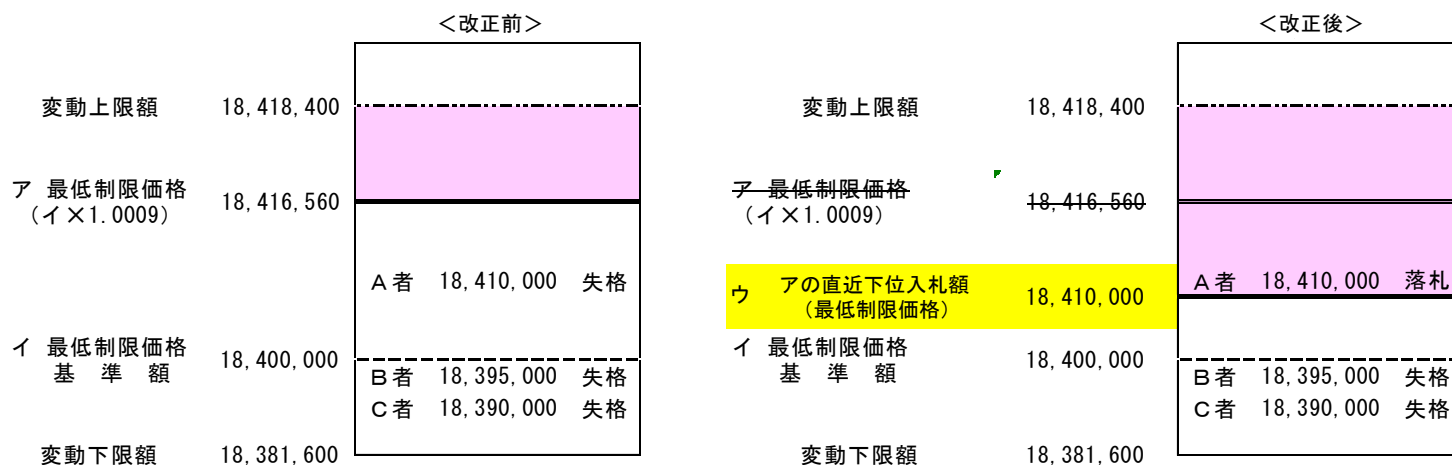 ＜改正前＞
変動上限額 18,418,400
ア 最低制限価格
（イ×1.0009） 18,416,560
A者 18,410,000 失格
イ 最低制限価格
基 準 額 18,400,000
B者 18,395,000 失格
C者 18,390,000 失格
変動下限額 18,381,600
＜改正後＞
変動上限額 18,418,400
ア 最低制限価格
（イ×1.0009） 18,416,560
ウ アの直近下位入札額
（最低制限価格） 18,410,000
A者 18,410,000 落札
イ 最低制限価格
基 準 額 18,400,000
B者 18,395,000 失格
C者 18,390,000 失格
変動下限額 18,381,600